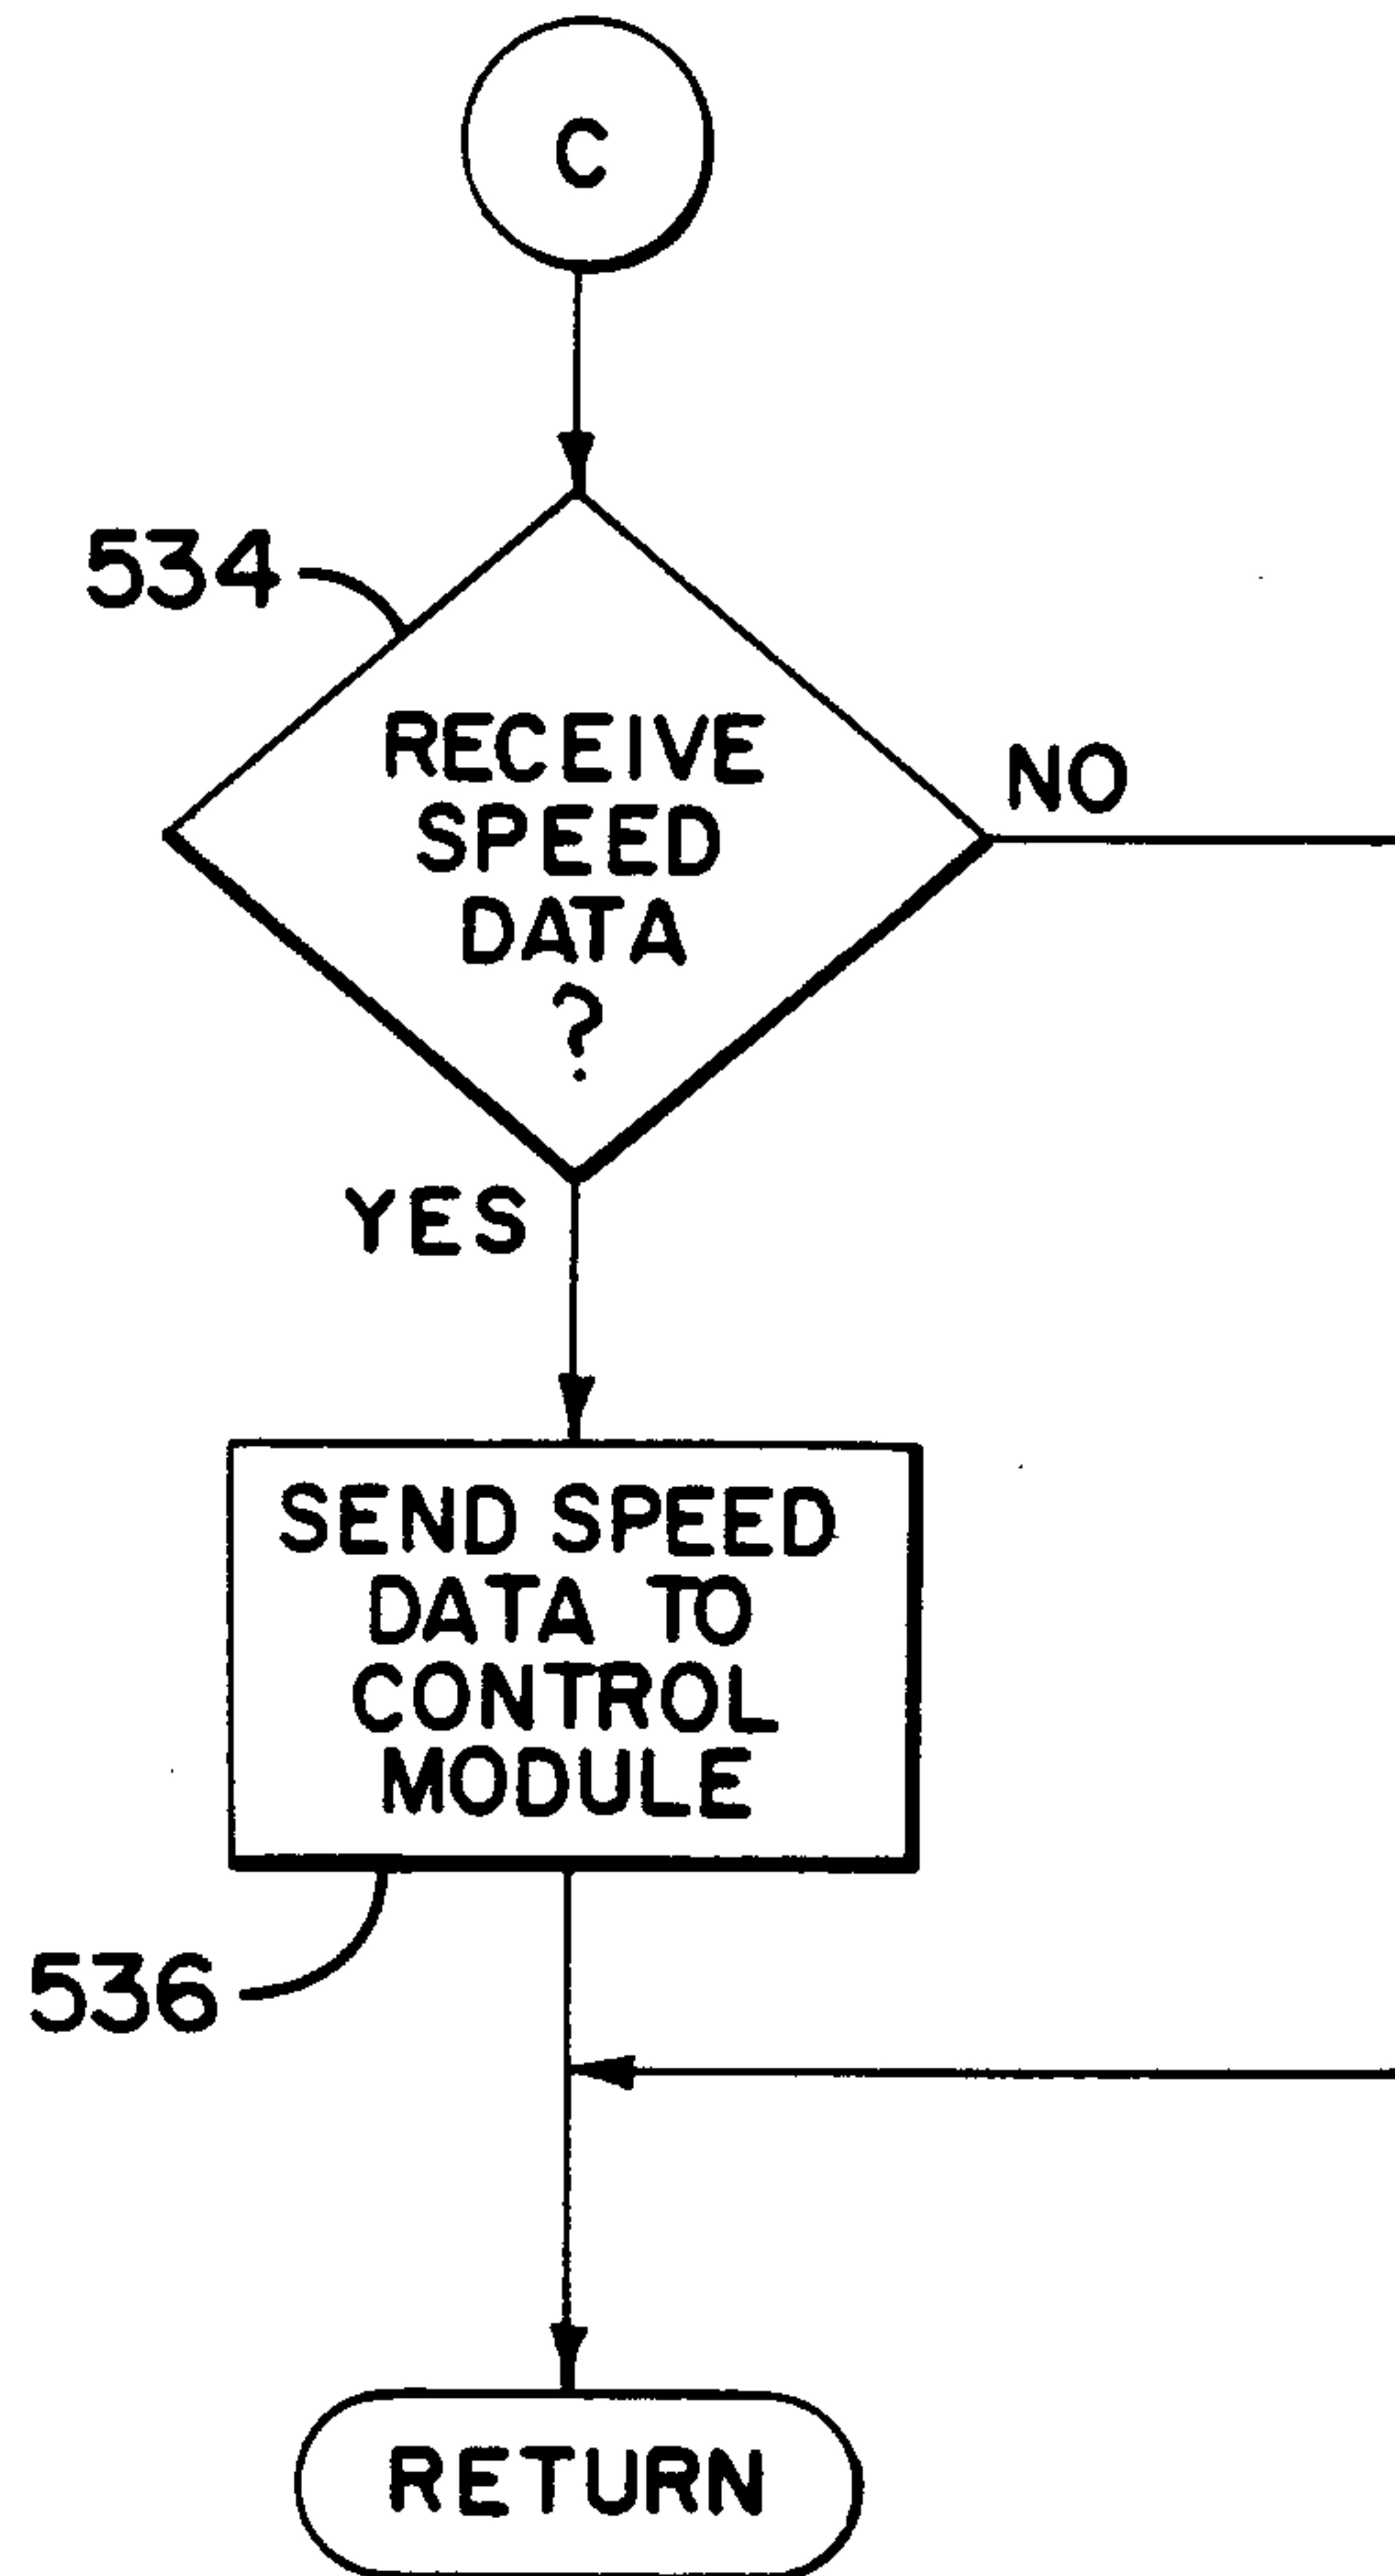 C
534
RECEIVE
SPEED
DATA
?
NO
YES
SEND SPEED
DATA TO
CONTROL
MODULE
536
RETURN